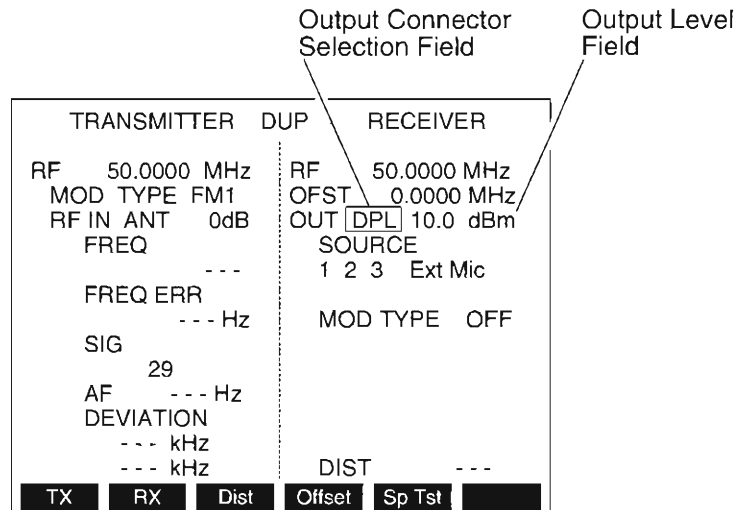 Output Connector Selection Field
Output Level Field
TRANSMITTER DUP RECEIVER
RF 50.0000 MHz
MOD TYPE FM1
RF IN ANT 0dB
FREQ
- - -
FREQ ERR
- - - Hz
SIG
29
AF - - - Hz
DEVIATION
- - - kHz
- - - kHz
RF 50.0000 MHz
OFST 0.0000 MHz
OUT DPL 10.0 dBm
SOURCE
1 2 3 Ext Mic
MOD TYPE OFF
DIST - - -
TX RX Dist Offset Sp Tst